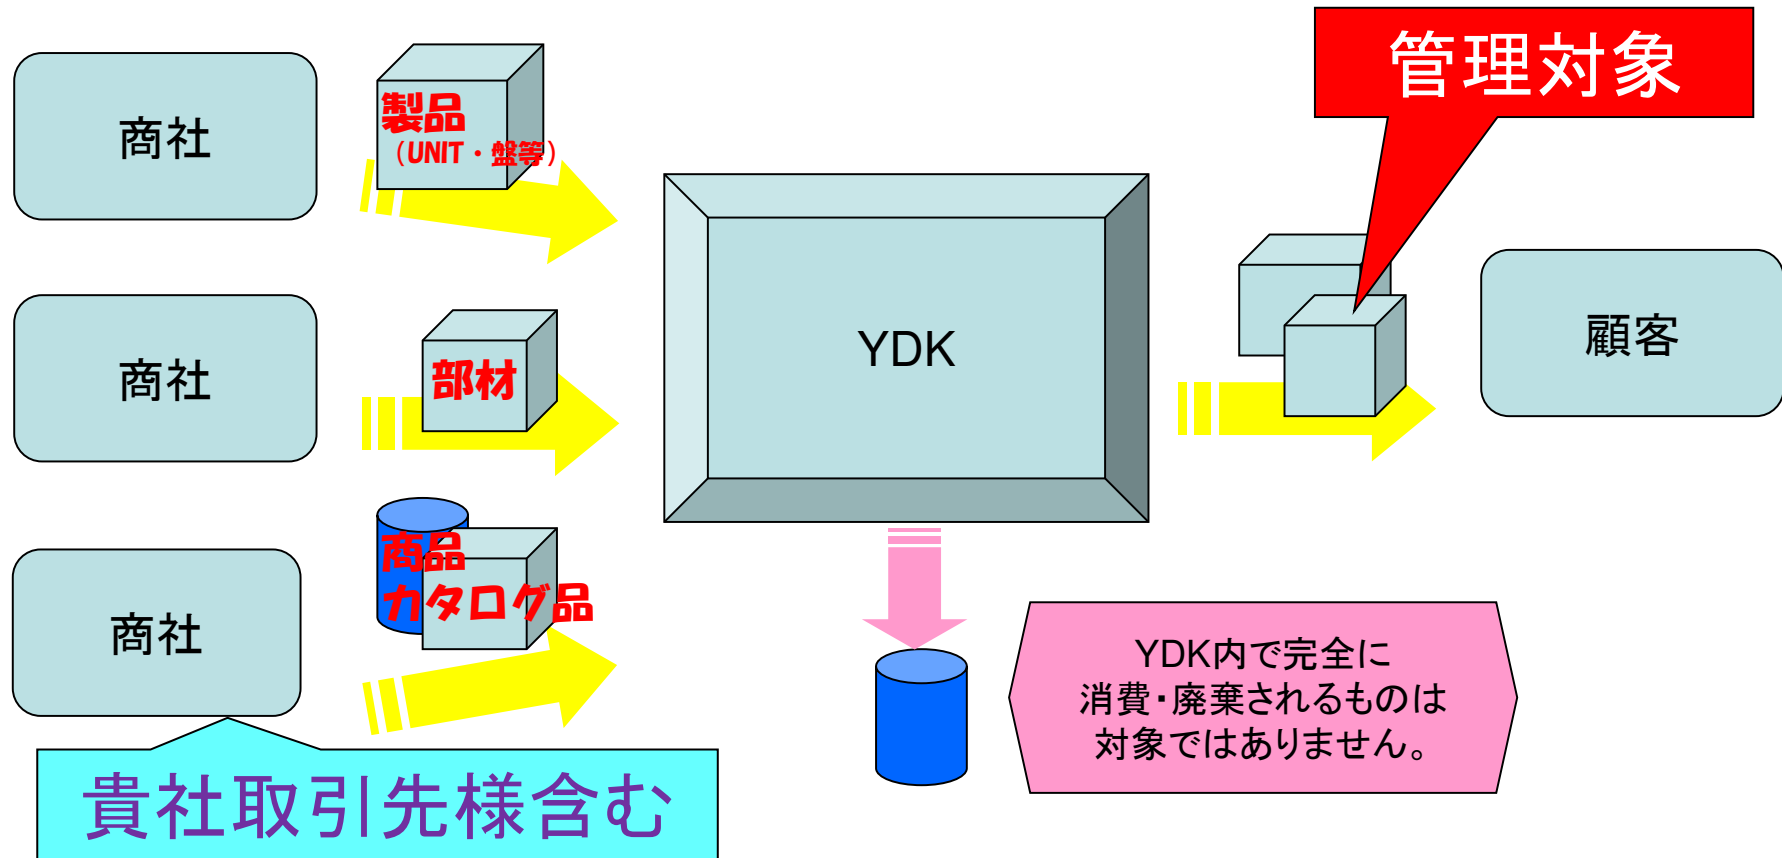 管理対象
商社
製品
（UNIT・盤等）
商社
部材
YDK
顧客
商社
商品
カタログ品
YDK内で完全に
消費・廃棄されるものは
対象ではありません。
貴社取引先様含む